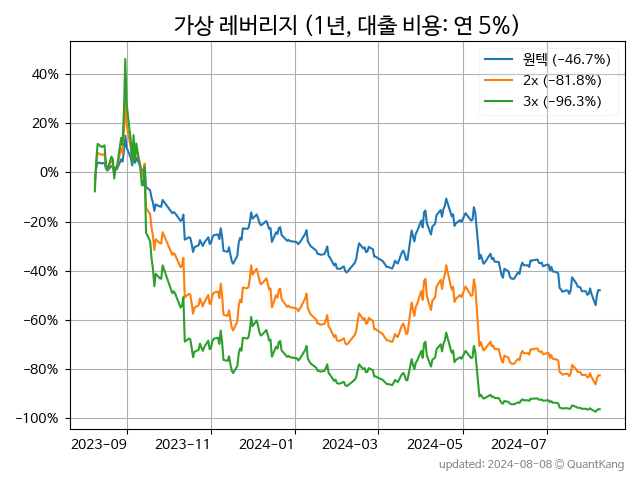 가상 레버리지 (1년, 대출 비용: 연 5%)
원텍 (−46.7%)
2x (−81.8%)
3x (−96.3%)
40%
20%
0%
−20%
−40%
−60%
−80%
−100%
2023-09 2023-11 2024-01 2024-03 2024-05 2024-07
updated: 2024-08-08 © QuantKang